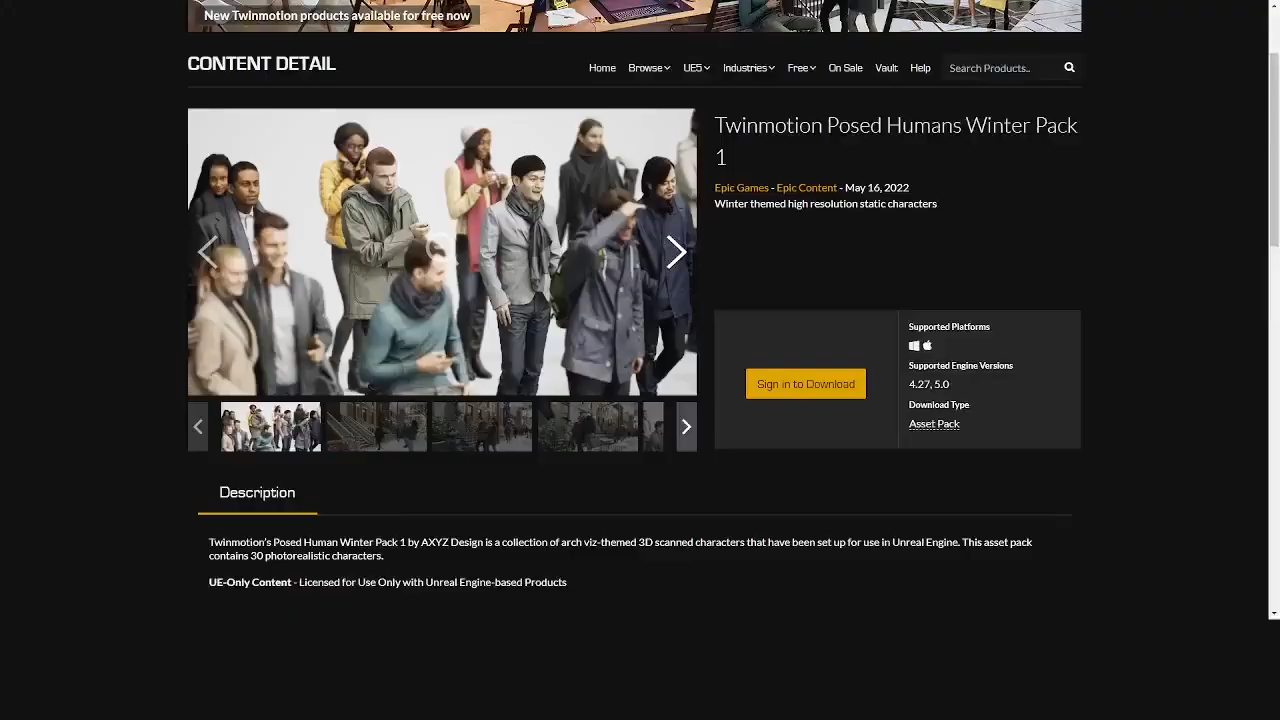 New Twinmotion products available for free now
CONTENT DETAIL
Home Browse UE5 Industries Free On Sale Vault Help Search Products..
Twinmotion Posed Humans Winter Pack
1
Epic Games - Epic Content - May 16, 2022
Winter themed high resolution static characters
Supported Platforms
Supported Engine Versions
Sign in to Download
4.27, 5.0
Download Type
Asset Pack
Description
Twinmotion's Posed Human Winter Pack 1 by AXYZ Design is a collection of arch viz-themed 3D scanned characters that have been set up for use in Unreal Engine. This asset pack
contains 30 photorealistic characters.
UE-Only Content - Licensed for Use Only with Unreal Engine-based Products